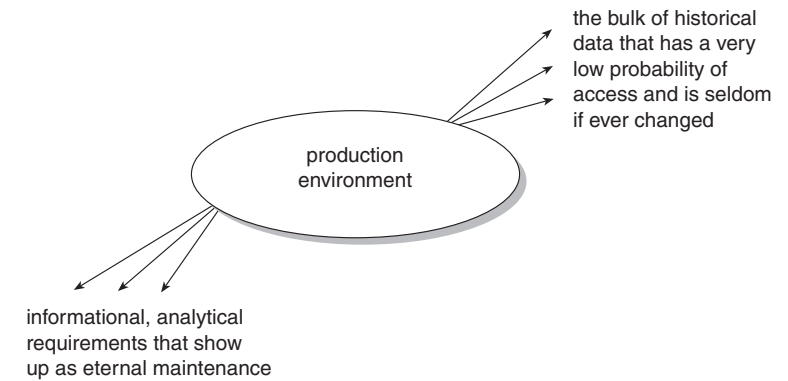 the bulk of historical
data that has a very
low probability of
access and is seldom
if ever changed
production
environment
informational, analytical
requirements that show
up as eternal maintenance